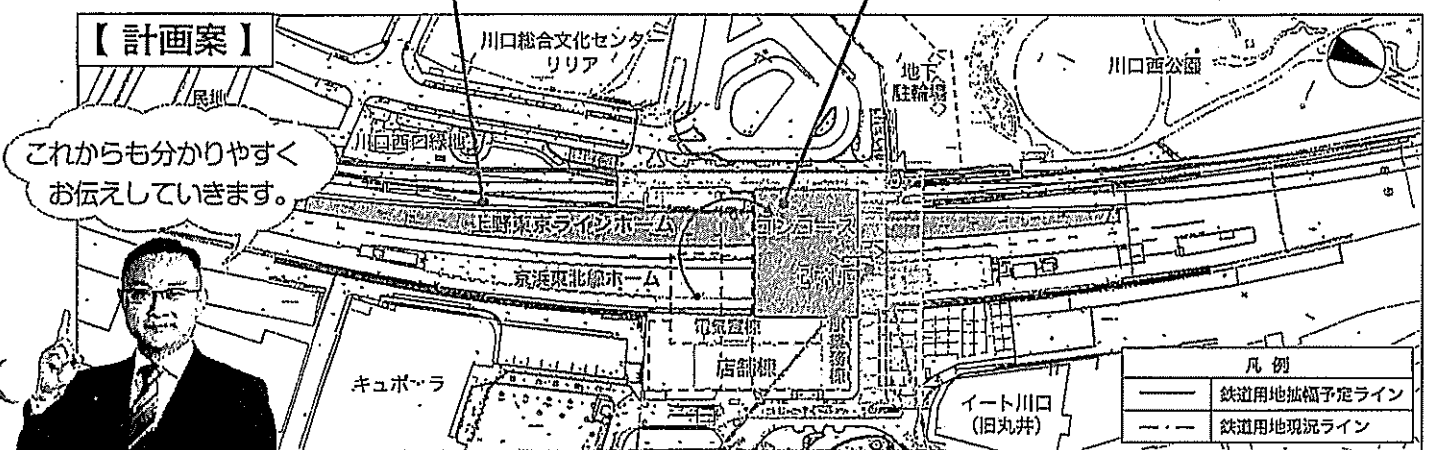 【 計画案 】
川口総合文化センター
リリア
地下
駐輪場
川口西公園
民地
川口西口緑地
これからも分かりやすく
お伝えしていきます。
上野東京ラインホーム
コンコース
京浜東北線ホーム
店舗棟
キュポ・ラ
イート川口
(旧丸井)
凡 例
鉄道用地拡幅予定ライン
鉄道用地現況ライン